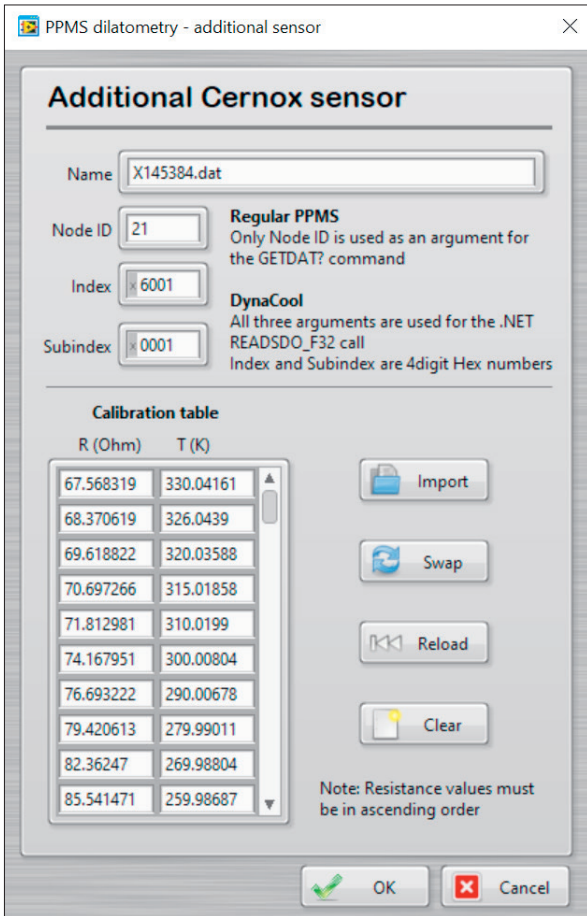 PPMS dilatometry - additional sensor
Additional Cernox sensor
Name X145384.dat
Node ID 21
Regular PPMS
Only Node ID is used as an argument for
the GETDAT? command
Index x 6001
DynaCool
All three arguments are used for the .NET
READSDO_F32 call
Index and Subindex are 4digit Hex numbers
Subindex x 0001
Calibration table
R (Ohm) T (K)
67.568319 330.04161
68.370619 326.0439
69.618822 320.03588
70.697266 315.01858
71.812981 310.0199
74.167951 300.00804
76.693222 290.00678
79.420613 279.99011
82.36247 269.98804
85.541471 259.98687
Import
Swap
Reload
Clear
Note: Resistance values must
be in ascending order
OK
Cancel